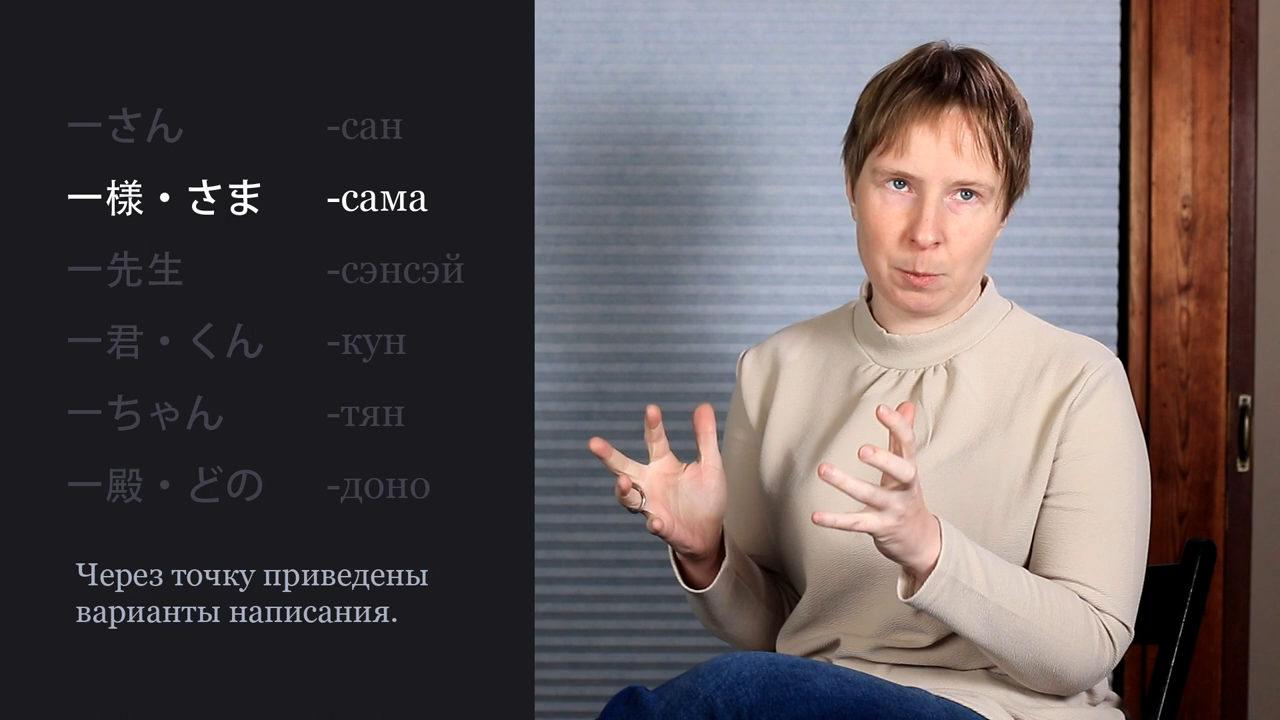 ーさん -сан
ー様・さま -сама
ー先生 -сэнсэй
ー君・くん -кун
ーちゃん -тян
ー殿・どの -доно
Через точку приведены
варианты написания.